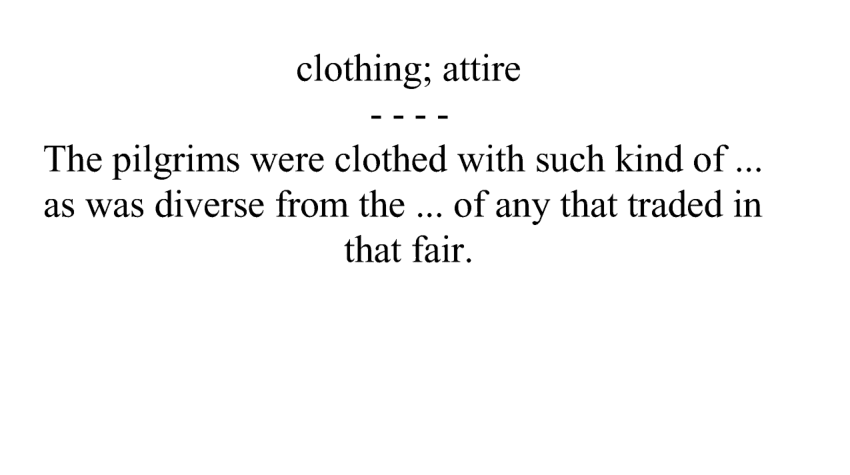 clothing; attire
- - - -
The pilgrims were clothed with such kind of ...
as was diverse from the ... of any that traded in
that fair.